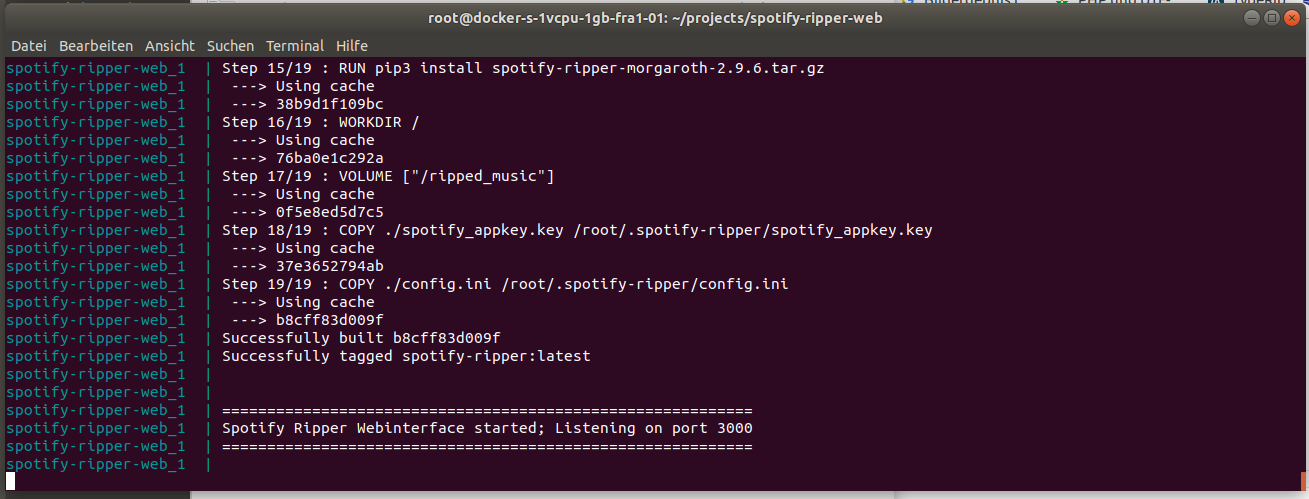 root@docker-s-1vcpu-1gb-fra1-01: ~/projects/spotify-ripper-web
Datei Bearbeiten Ansicht Suchen Terminal Hilfe
spotify-ripper-web_1 | Step 15/19 : RUN pip3 install spotify-ripper-morgaroth-2.9.6.tar.gz
spotify-ripper-web_1 | ---> Using cache
spotify-ripper-web_1 | ---> 38b9d1f109bc
spotify-ripper-web_1 | Step 16/19 : WORKDIR /
spotify-ripper-web_1 | ---> Using cache
spotify-ripper-web_1 | ---> 76ba0e1c292a
spotify-ripper-web_1 | Step 17/19 : VOLUME ["/ripped_music"]
spotify-ripper-web_1 | ---> Using cache
spotify-ripper-web_1 | ---> 0f5e8ed5d7c5
spotify-ripper-web_1 | Step 18/19 : COPY ./spotify_appkey.key /root/.spotify-ripper/spotify_appkey.key
spotify-ripper-web_1 | ---> Using cache
spotify-ripper-web_1 | ---> 37e3652794ab
spotify-ripper-web_1 | Step 19/19 : COPY ./config.ini /root/.spotify-ripper/config.ini
spotify-ripper-web_1 | ---> Using cache
spotify-ripper-web_1 | ---> b8cff83d009f
spotify-ripper-web_1 | Successfully built b8cff83d009f
spotify-ripper-web_1 | Successfully tagged spotify-ripper:latest
spotify-ripper-web_1 |
spotify-ripper-web_1 |
spotify-ripper-web_1 | ===========================================================
spotify-ripper-web_1 | Spotify Ripper Webinterface started; Listening on port 3000
spotify-ripper-web_1 | ===========================================================
spotify-ripper-web_1 |